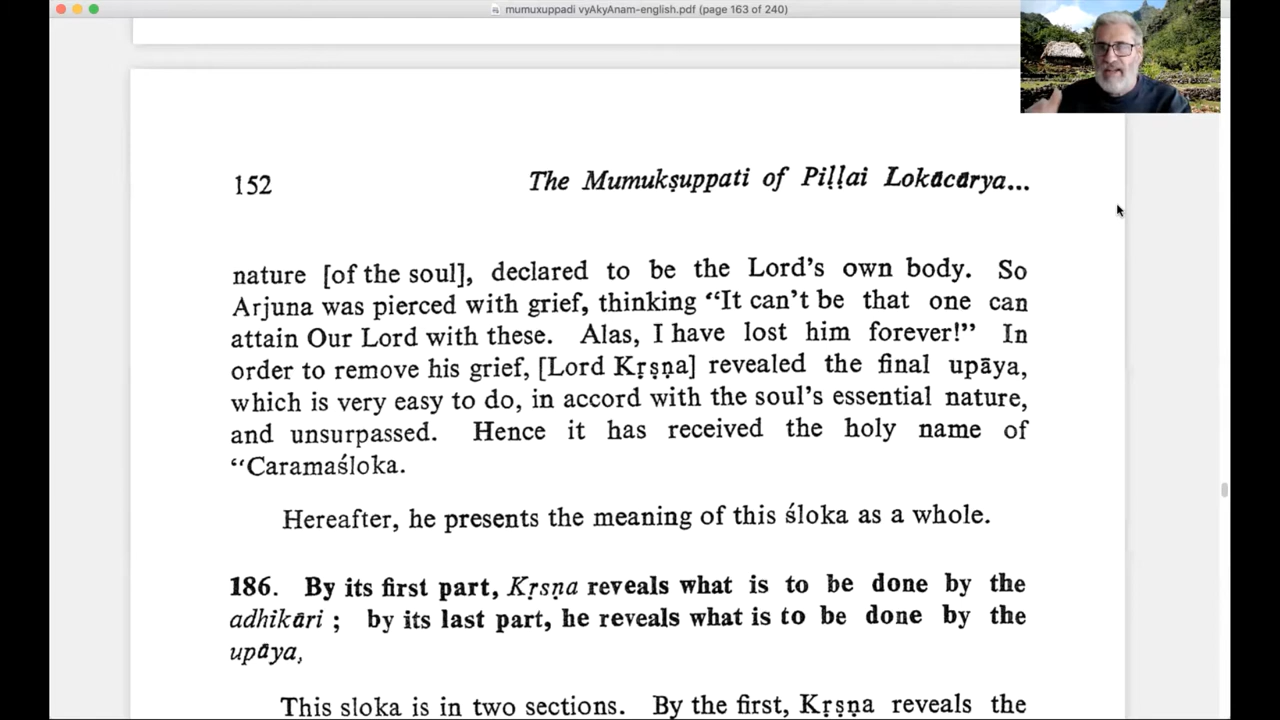 mumuxuppadi vyAkyAnam-english.pdf (page 163 of 240)
152
The Mumukṣuppati of Piḷḷai Lokācārya...
nature [of the soul], declared to be the Lord's own body. So
Arjuna was pierced with grief, thinking “It can't be that one can
attain Our Lord with these. Alas, I have lost him forever!” In
order to remove his grief, [Lord Kṛṣṇa] revealed the final upāya,
which is very easy to do, in accord with the soul's essential nature,
and unsurpassed. Hence it has received the holy name of
“Caramaśloka.
Hereafter, he presents the meaning of this śloka as a whole.
186. By its first part, Kṛsṇa reveals what is to be done by the
adhikāri ; by its last part, he reveals what is to be done by the
upāya,
This sloka is in two sections. By the first, Kṛṣṇa reveals the